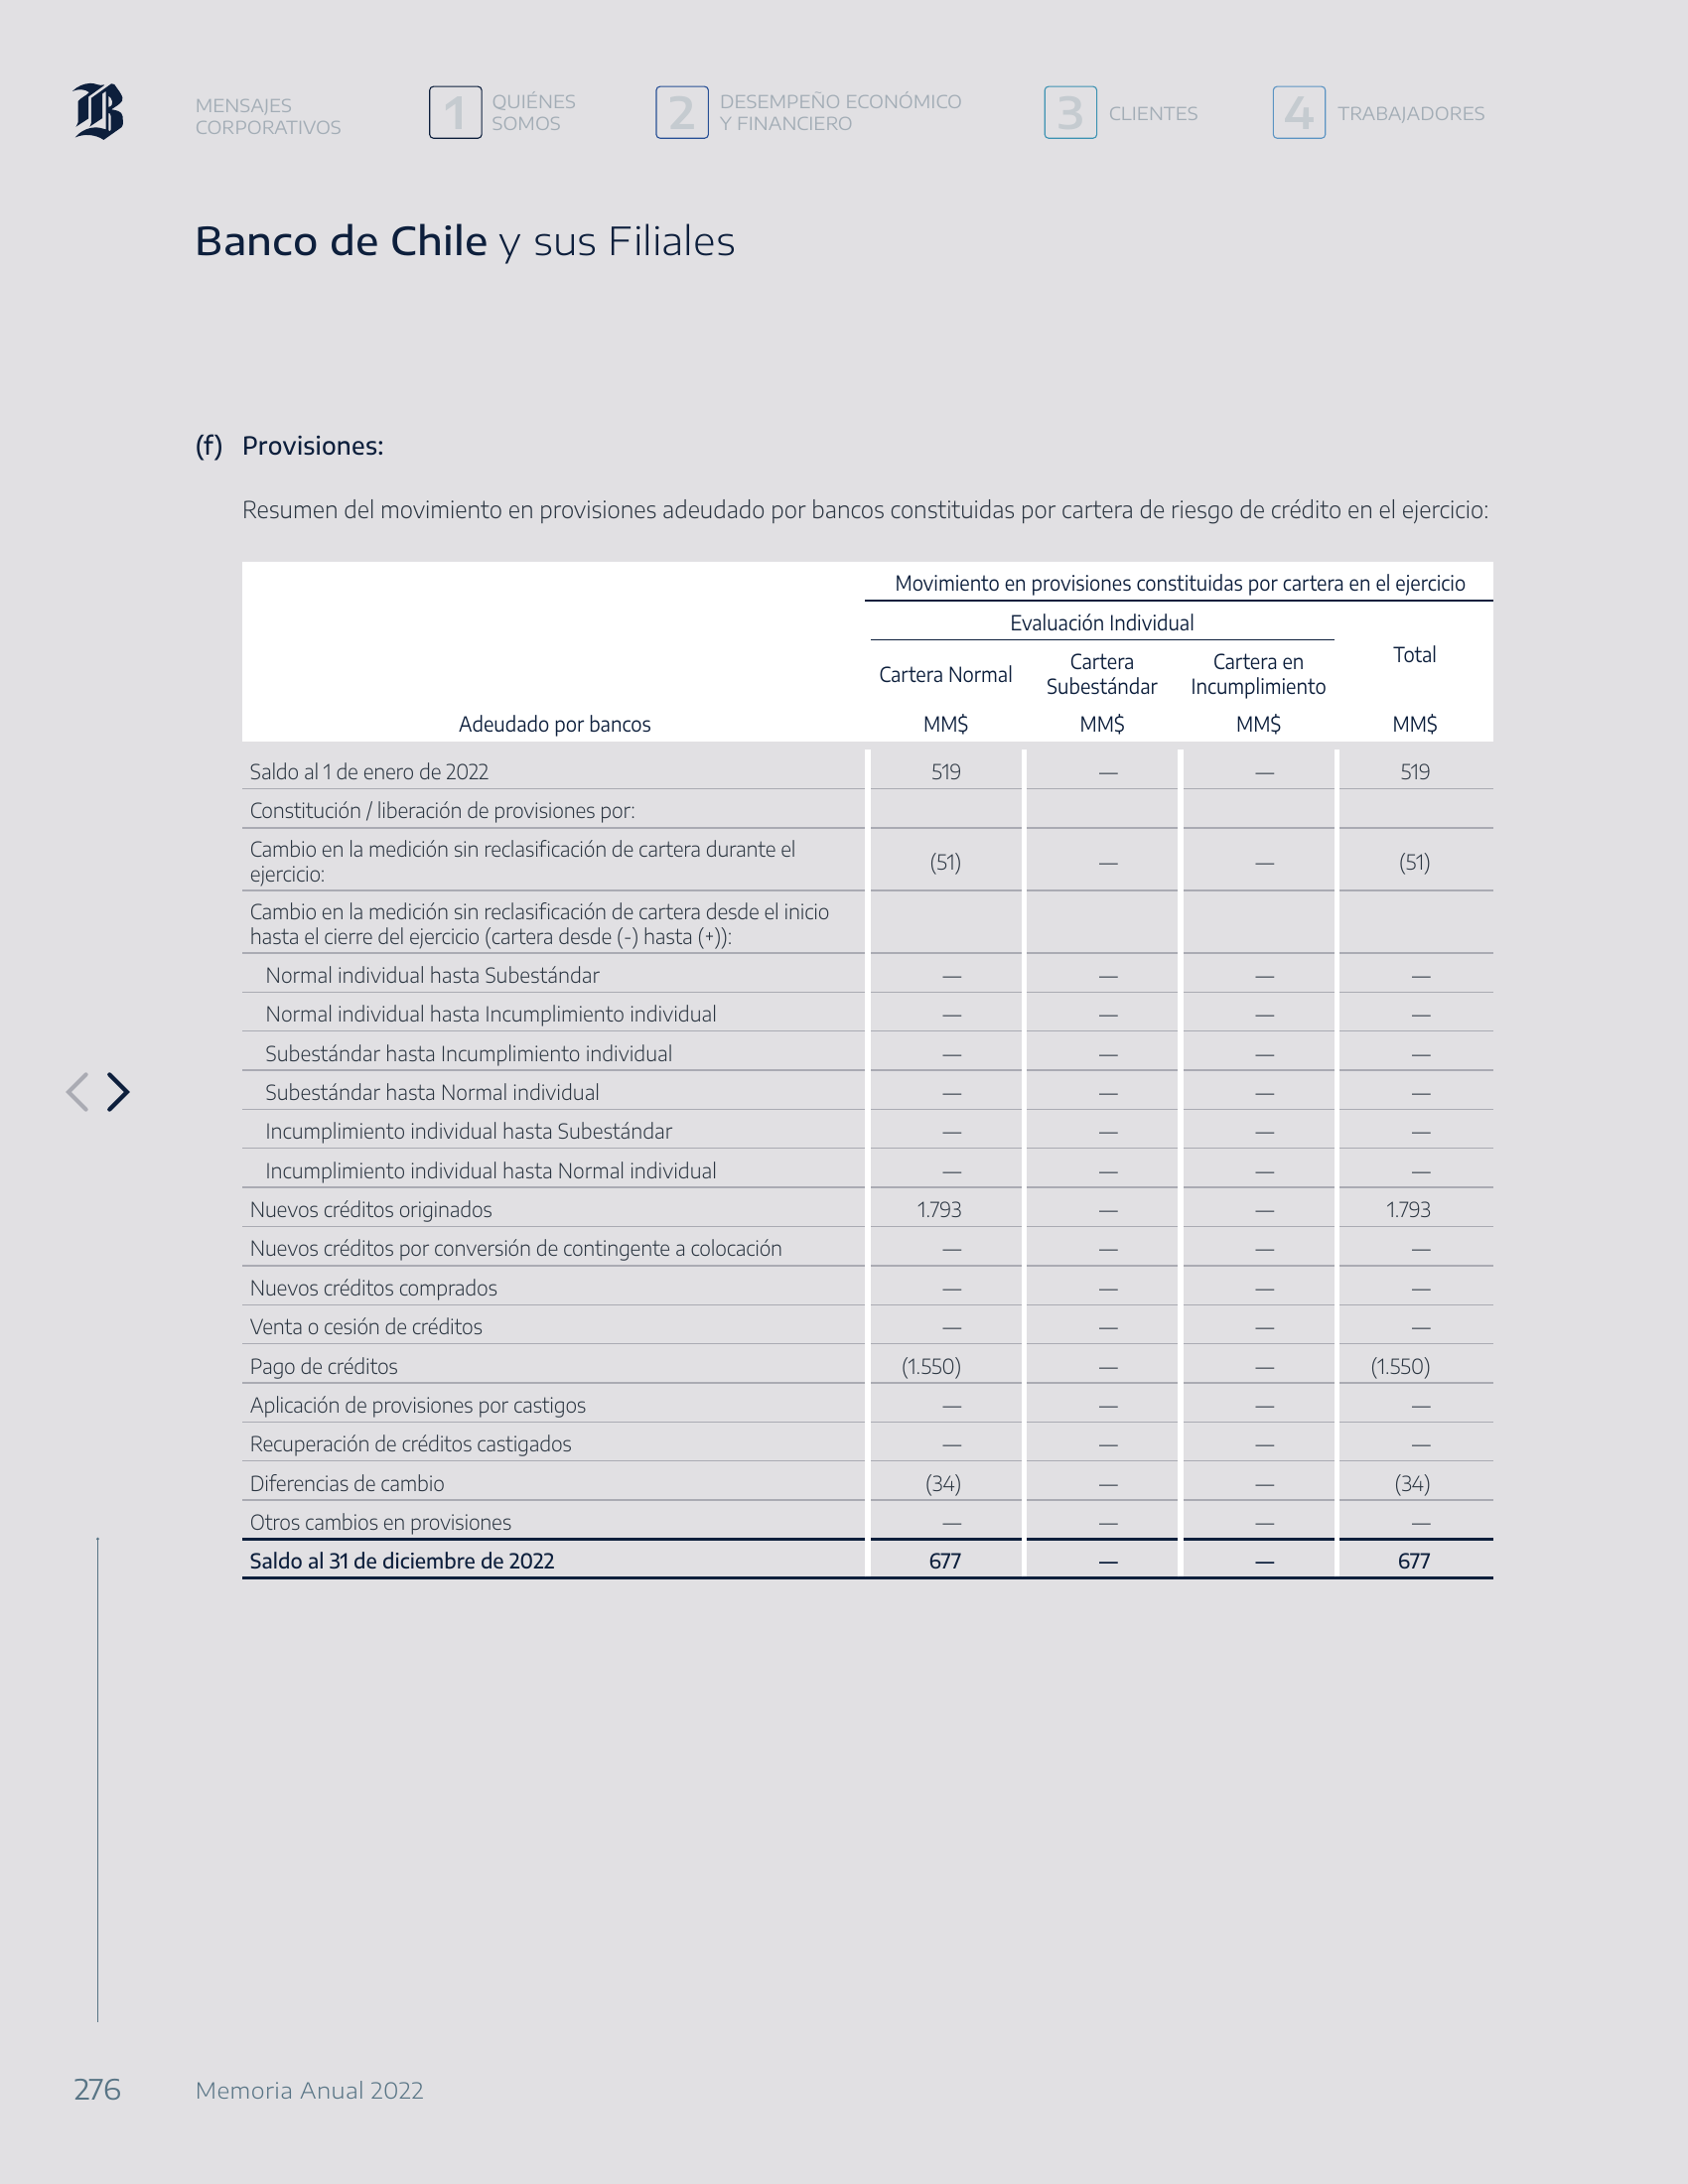 B
MENSAJES
CORPORATIVOS
1
QUIÉNES
SOMOS
2
DESEMPEÑO ECONÓMICO
Y FINANCIERO
3
CLIENTES
4
TRABAJADORES
Banco de Chile y sus Filiales
(f) Provisiones:
Resumen del movimiento en provisiones adeudado por bancos constituidas por cartera de riesgo de crédito en el ejercicio:
Movimiento en provisiones constituidas por cartera en el ejercicio
Evaluación Individual
Total
Cartera Normal
Cartera
Subestándar
Cartera en
Incumplimiento
Adeudado por bancos MM$ MM$ MM$ MM$
Saldo al 1 de enero de 2022 519 — — 519
Constitución / liberación de provisiones por:
Cambio en la medición sin reclasificación de cartera durante el
ejercicio: (51) — — (51)
Cambio en la medición sin reclasificación de cartera desde el inicio
hasta el cierre del ejercicio (cartera desde (-) hasta (+)):
Normal individual hasta Subestándar — — — —
Normal individual hasta Incumplimiento individual — — — —
Subestándar hasta Incumplimiento individual — — — —
Subestándar hasta Normal individual — — — —
Incumplimiento individual hasta Subestándar — — — —
Incumplimiento individual hasta Normal individual — — — —
Nuevos créditos originados 1.793 — — 1.793
Nuevos créditos por conversión de contingente a colocación — — — —
Nuevos créditos comprados — — — —
Venta o cesión de créditos — — — —
Pago de créditos (1.550) — — (1.550)
Aplicación de provisiones por castigos — — — —
Recuperación de créditos castigados — — — —
Diferencias de cambio (34) — — (34)
Otros cambios en provisiones — — — —
Saldo al 31 de diciembre de 2022 677 — — 677
276 Memoria Anual 2022